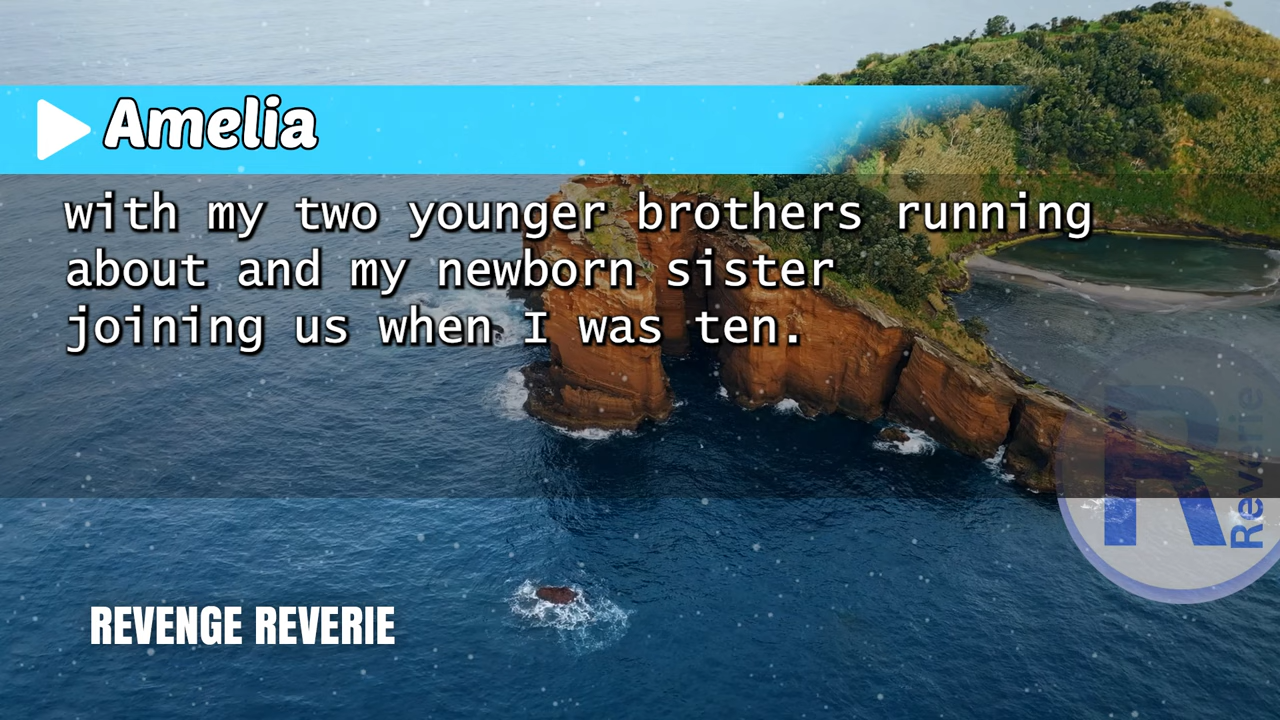 Amelia
with my two younger brothers running
about and my newborn sister
joining us when I was ten.
R
Reverie
REVENGE REVERIE